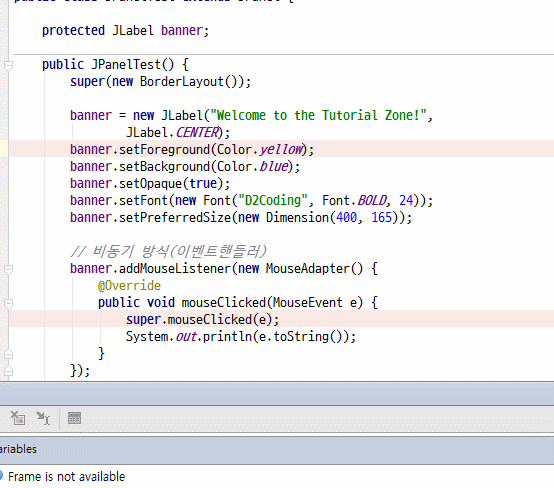 protected JLabel banner;
public JPanelTest() {
super(new BorderLayout());
banner = new JLabel("Welcome to the Tutorial Zone!",
JLabel.CENTER);
banner.setForeground(Color.yellow);
banner.setBackground(Color.blue);
banner.setOpaque(true);
banner.setFont(new Font("D2Coding", Font.BOLD, 24));
banner.setPreferredSize(new Dimension(400, 165));
// 비동기 방식(이벤트핸들러)
banner.addMouseListener(new MouseAdapter() {
@Override
public void mouseClicked(MouseEvent e) {
super.mouseClicked(e);
System.out.println(e.toString());
}
});
ariables
Frame is not available